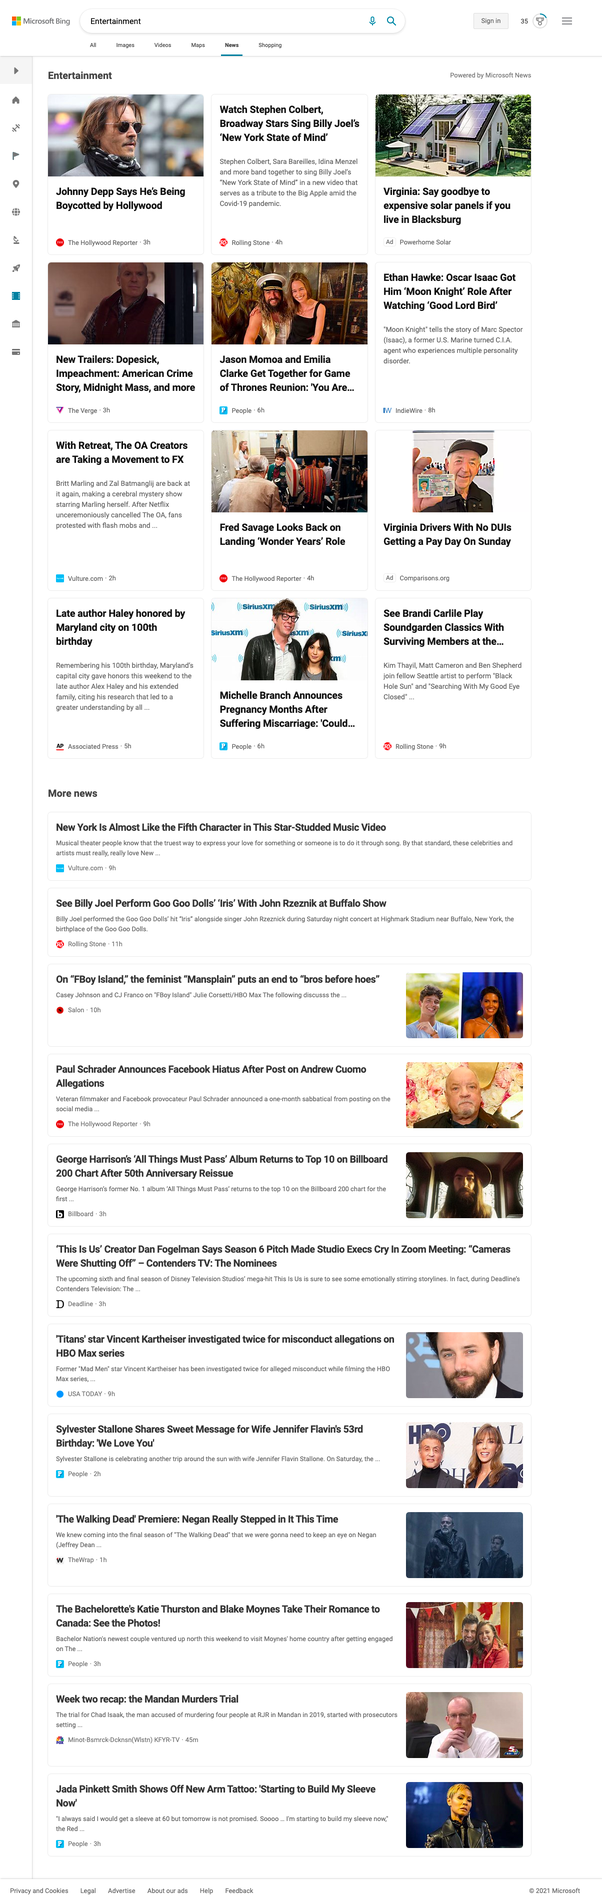 Microsoft Bing
Entertainment
Sign in
35
All
Images
Videos
Maps
News
Shopping
Entertainment
Powered by Microsoft News
Johnny Depp Says He's Being
Boycotted by Hollywood
The Hollywood Reporter · 3h
Watch Stephen Colbert,
Broadway Stars Sing Billy Joel's
'New York State of Mind'
Stephen Colbert, Sara Bareilles, Idina Menzel
and more band together to sing Billy Joel's
"New York State of Mind" in a new video that
serves as a tribute to the Big Apple amid the
Covid-19 pandemic.
Rolling Stone · 4h
Virginia: Say goodbye to
expensive solar panels if you
live in Blacksburg
Ad Powerhome Solar
New Trailers: Dopesick,
Impeachment: American Crime
Story, Midnight Mass, and more
The Verge · 3h
Jason Momoa and Emilia
Clarke Get Together for Game
of Thrones Reunion: 'You Are...
People · 6h
Ethan Hawke: Oscar Isaac Got
Him 'Moon Knight' Role After
Watching 'Good Lord Bird'
"Moon Knight" tells the story of Marc Spector
(Isaac), a former U.S. Marine turned C.I.A.
agent who experiences multiple personality
disorder.
IndieWire · 8h
With Retreat, The OA Creators
are Taking a Movement to FX
Britt Marling and Zal Batmanglij are back at
it again, making a cerebral mystery show
starring Marling herself. After Netflix
unceremoniously cancelled The OA, fans
protested with flash mobs and ...
Vulture.com · 2h
Fred Savage Looks Back on
Landing 'Wonder Years' Role
The Hollywood Reporter · 4h
Virginia Drivers With No DUIs
Getting a Pay Day On Sunday
Ad Comparisons.org
Late author Haley honored by
Maryland city on 100th
birthday
Remembering his 100th birthday, Maryland's
capital city gave honors this weekend to the
late author Alex Haley and his extended
family, citing his research that led to a
greater understanding by all ...
AP Associated Press · 5h
SiriusXM
Michelle Branch Announces
Pregnancy Months After
Suffering Miscarriage: 'Could...
People · 6h
See Brandi Carlile Play
Soundgarden Classics With
Surviving Members at the...
Kim Thayil, Matt Cameron and Ben Shepherd
join fellow Seattle artist to perform "Black
Hole Sun" and "Searching With My Good Eye
Closed" ...
Rolling Stone · 9h
More news
New York Is Almost Like the Fifth Character in This Star-Studded Music Video
Musical theater people know that the truest way to express your love for something or someone is to do it through song. By that standard, these celebrities and
artists must really, really love New ...
Vulture.com · 9h
See Billy Joel Perform Goo Goo Dolls' 'Iris' With John Rzeznik at Buffalo Show
Billy Joel performed the Goo Goo Dolls' hit "Iris" alongside singer John Rzeznick during Saturday night concert at Highmark Stadium near Buffalo, New York, the
birthplace of the Goo Goo Dolls.
Rolling Stone · 11h
On "FBoy Island," the feminist "Mansplain" puts an end to "bros before hoes"
Casey Johnson and CJ Franco on "FBoy Island" Julie Corsetti/HBO Max The following discusss the ...
Salon · 10h
Paul Schrader Announces Facebook Hiatus After Post on Andrew Cuomo
Allegations
Veteran filmmaker and Facebook provocateur Paul Schrader announced a one-month sabbatical from posting on the
social media ...
The Hollywood Reporter · 9h
George Harrison's 'All Things Must Pass' Album Returns to Top 10 on Billboard
200 Chart After 50th Anniversary Reissue
George Harrison's former No. 1 album 'All Things Must Pass' returns to the top 10 on the Billboard 200 chart for the
first ...
Billboard · 3h
'This Is Us' Creator Dan Fogelman Says Season 6 Pitch Made Studio Execs Cry In Zoom Meeting: "Cameras
Were Shutting Off" – Contenders TV: The Nominees
The upcoming sixth and final season of Disney Television Studios' mega-hit This Is Us is sure to see some emotionally stirring storylines. In fact, during Deadline's
Contenders Television: The ...
Deadline · 3h
'Titans' star Vincent Kartheiser investigated twice for misconduct allegations on
HBO Max series
Former "Mad Men" star Vincent Kartheiser has been investigated twice for alleged misconduct while filming the HBO
Max series, ...
USA TODAY · 9h
Sylvester Stallone Shares Sweet Message for Wife Jennifer Flavin's 53rd
Birthday: 'We Love You'
Sylvester Stallone is celebrating another trip around the sun with wife Jennifer Flavin Stallone. On Saturday, the ...
People · 2h
HBO
'The Walking Dead' Premiere: Negan Really Stepped in It This Time
We knew coming into the final season of "The Walking Dead" that we were gonna need to keep an eye on Negan
(Jeffrey Dean ...
TheWrap · 1h
The Bachelorette's Katie Thurston and Blake Moynes Take Their Romance to
Canada: See the Photos!
Bachelor Nation's newest couple ventured up north this weekend to visit Moynes' home country after getting engaged
on The ...
People · 3h
Week two recap: the Mandan Murders Trial
The trial for Chad Isaak, the man accused of murdering four people at RJR in Mandan in 2019, started with prosecutors
setting ...
Minot-Bsmrck-Dcknsn(Wlstn) KFYR-TV · 45m
Jada Pinkett Smith Shows Off New Arm Tattoo: 'Starting to Build My Sleeve
Now'
"I always said I would get a sleeve at 60 but tomorrow is not promised. Soooo ... I'm starting to build my sleeve now,"
the Red ...
People · 3h
Privacy and Cookies
Legal
Advertise
About our ads
Help
Feedback
© 2021 Microsoft